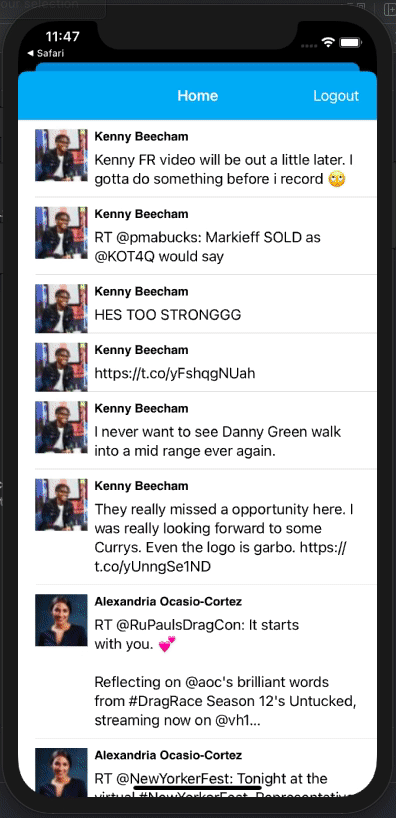 our selection
11:47
◀ Safari
Home
Logout
Kenny Beecham
Kenny FR video will be out a little later. I
gotta do something before i record 🥴
Kenny Beecham
RT @pmabucks: Markieff SOLD as
@KOT4Q would say
Kenny Beecham
HES TOO STRONGGG
Kenny Beecham
https://t.co/yFshqgNUah
Kenny Beecham
I never want to see Danny Green walk
into a mid range ever again.
Kenny Beecham
They really missed a opportunity here. I
was really looking forward to some
Currys. Even the logo is garbo. https://
t.co/yUnngSe1ND
Alexandria Ocasio-Cortez
RT @RuPaulsDragCon: It starts
with you. 💕
Reflecting on @aoc's brilliant words
from #DragRace Season 12's Untucked,
streaming now on @vh1…
Alexandria Ocasio-Cortez
RT @NewYorkerFest: Tonight at the
virtual #NewYorkerFest, Representative